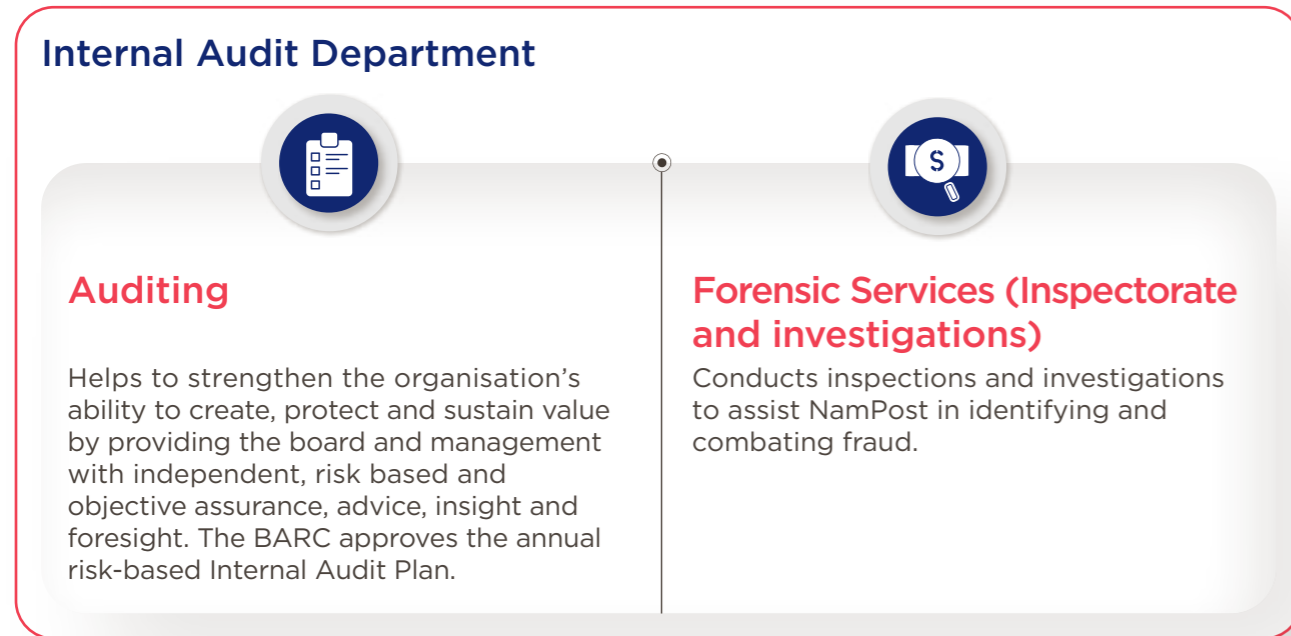 Internal Audit Department
Auditing
Helps to strengthen the organisation’s
ability to create, protect and sustain value
by providing the board and management
with independent, risk based and
objective assurance, advice, insight and
foresight. The BARC approves the annual
risk-based Internal Audit Plan.
$
Forensic Services (Inspectorate
and investigations)
Conducts inspections and investigations
to assist NamPost in identifying and
combating fraud.